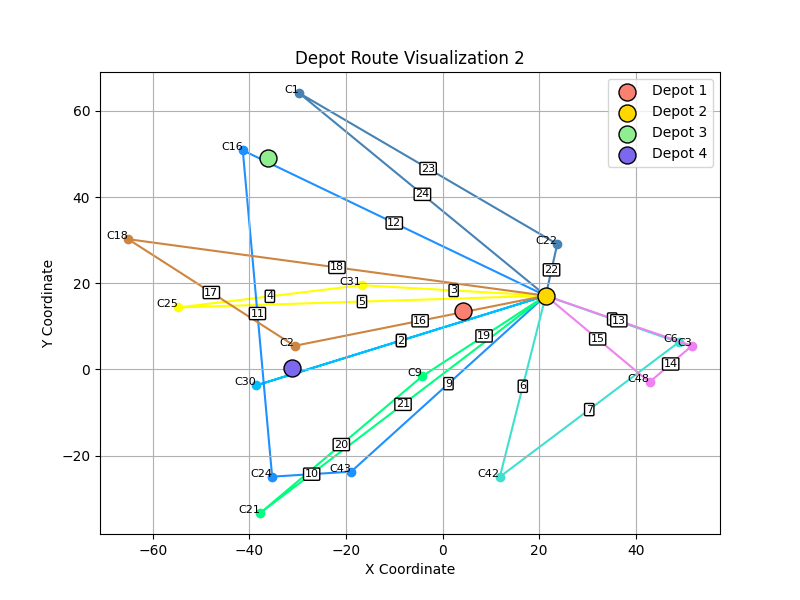 Depot Route Visualization 2
Depot 1
Depot 2
Depot 3
Depot 4
Y Coordinate
60
40
20
0
−20
−60
−40
−20
0
20
40
X Coordinate
C1
C16
C18
C22
C31
C25
C2
C6
C3
C48
C9
C30
C24
C43
C42
C21
23
24
12
22
18
17
4
3
5
11
16
13
2
19
15
14
9
6
21
7
20
10